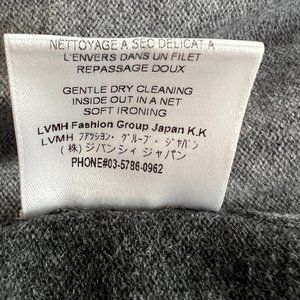 NETTOYAGE A SEC DELICAT A
L'ENVERS DANS UN FILET
REPASSAGE DOUX
GENTLE DRY CLEANING
INSIDE OUT IN A NET
SOFT IRONING
LVMH Fashion Group Japan K.K
LVMH ファウション・グループ・ジャパン
(株)ジバンシィ ジャパン
PHONE#03-5786-0962